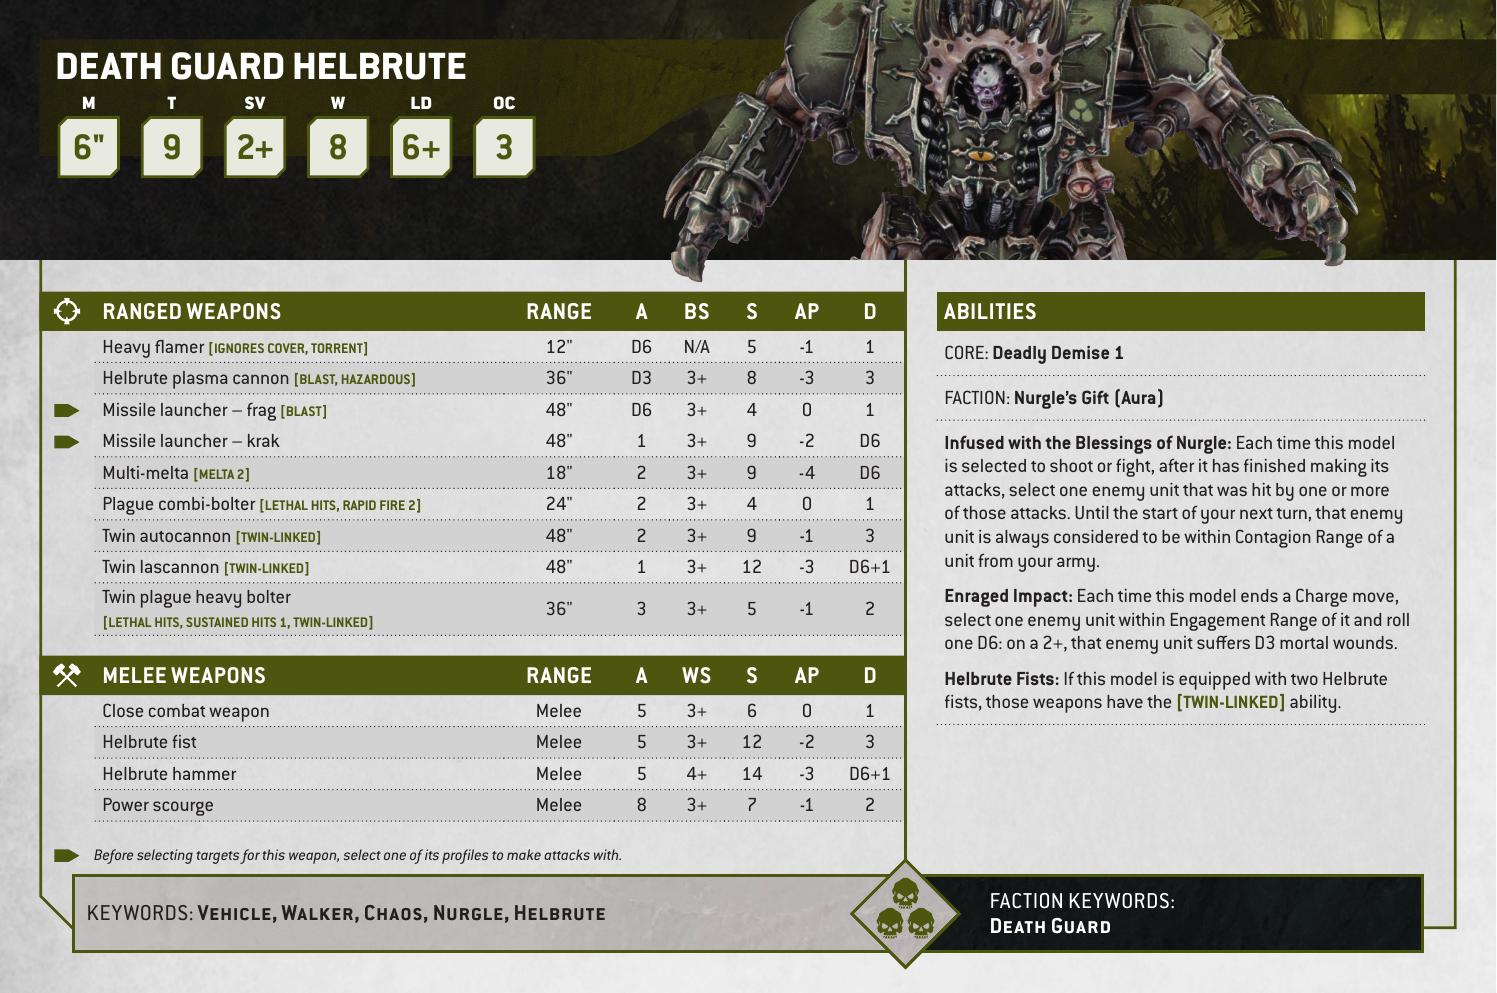 DEATH GUARD HELBRUTE
M T SV W LD OC
6" 9 2+ 8 6+ 3
RANGED WEAPONS RANGE A BS S AP D
Heavy flamer [IGNORES COVER, TORRENT] 12" D6 N/A 5 -1 1
Helbrute plasma cannon [BLAST, HAZARDOUS] 36" D3 3+ 8 -3 3
Missile launcher – frag [BLAST] 48" D6 3+ 4 0 1
Missile launcher – krak 48" 1 3+ 9 -2 D6
Multi-melta [MELTA 2] 18" 2 3+ 9 -4 D6
Plague combi-bolter [LETHAL HITS, RAPID FIRE 2] 24" 2 3+ 4 0 1
Twin autocannon [TWIN-LINKED] 48" 2 3+ 9 -1 3
Twin lascannon [TWIN-LINKED] 48" 1 3+ 12 -3 D6+1
Twin plague heavy bolter
[LETHAL HITS, SUSTAINED HITS 1, TWIN-LINKED] 36" 3 3+ 5 -1 2
MELEE WEAPONS RANGE A WS S AP D
Close combat weapon Melee 5 3+ 6 0 1
Helbrute fist Melee 5 3+ 12 -2 3
Helbrute hammer Melee 5 4+ 14 -3 D6+1
Power scourge Melee 8 3+ 7 -1 2
Before selecting targets for this weapon, select one of its profiles to make attacks with.
ABILITIES
CORE: Deadly Demise 1
FACTION: Nurgle's Gift (Aura)
Infused with the Blessings of Nurgle: Each time this model
is selected to shoot or fight, after it has finished making its
attacks, select one enemy unit that was hit by one or more
of those attacks. Until the start of your next turn, that enemy
unit is always considered to be within Contagion Range of a
unit from your army.
Enraged Impact: Each time this model ends a Charge move,
select one enemy unit within Engagement Range of it and roll
one D6: on a 2+, that enemy unit suffers D3 mortal wounds.
Helbrute Fists: If this model is equipped with two Helbrute
fists, those weapons have the [TWIN-LINKED] ability.
KEYWORDS: VEHICLE, WALKER, CHAOS, NURGLE, HELBRUTE
FACTION KEYWORDS:
DEATH GUARD